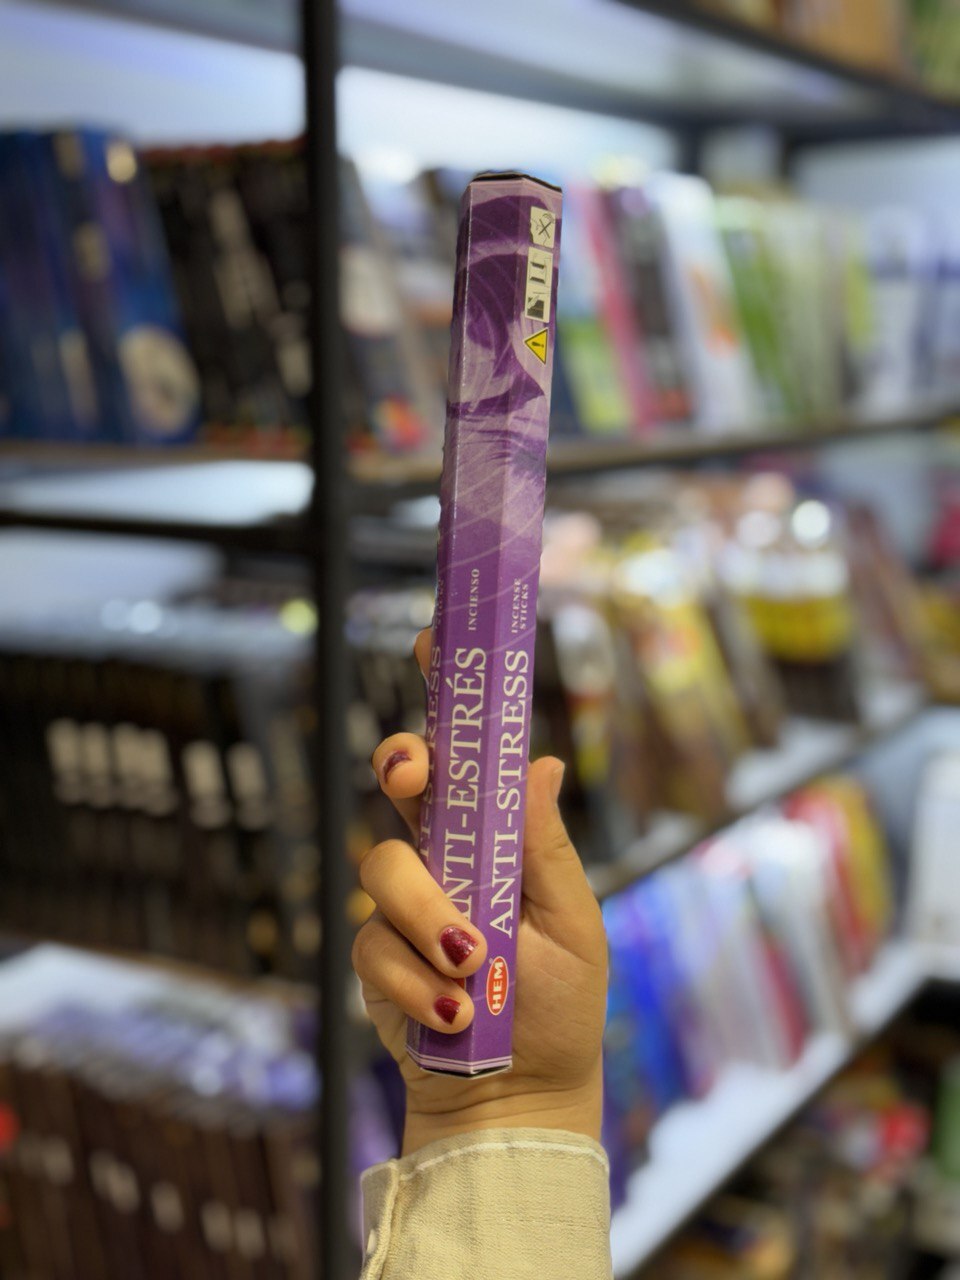 ANTI-ESTRÉS
INCIENSO
ANTI-STRESS
INCENSE
STICKS
HEM